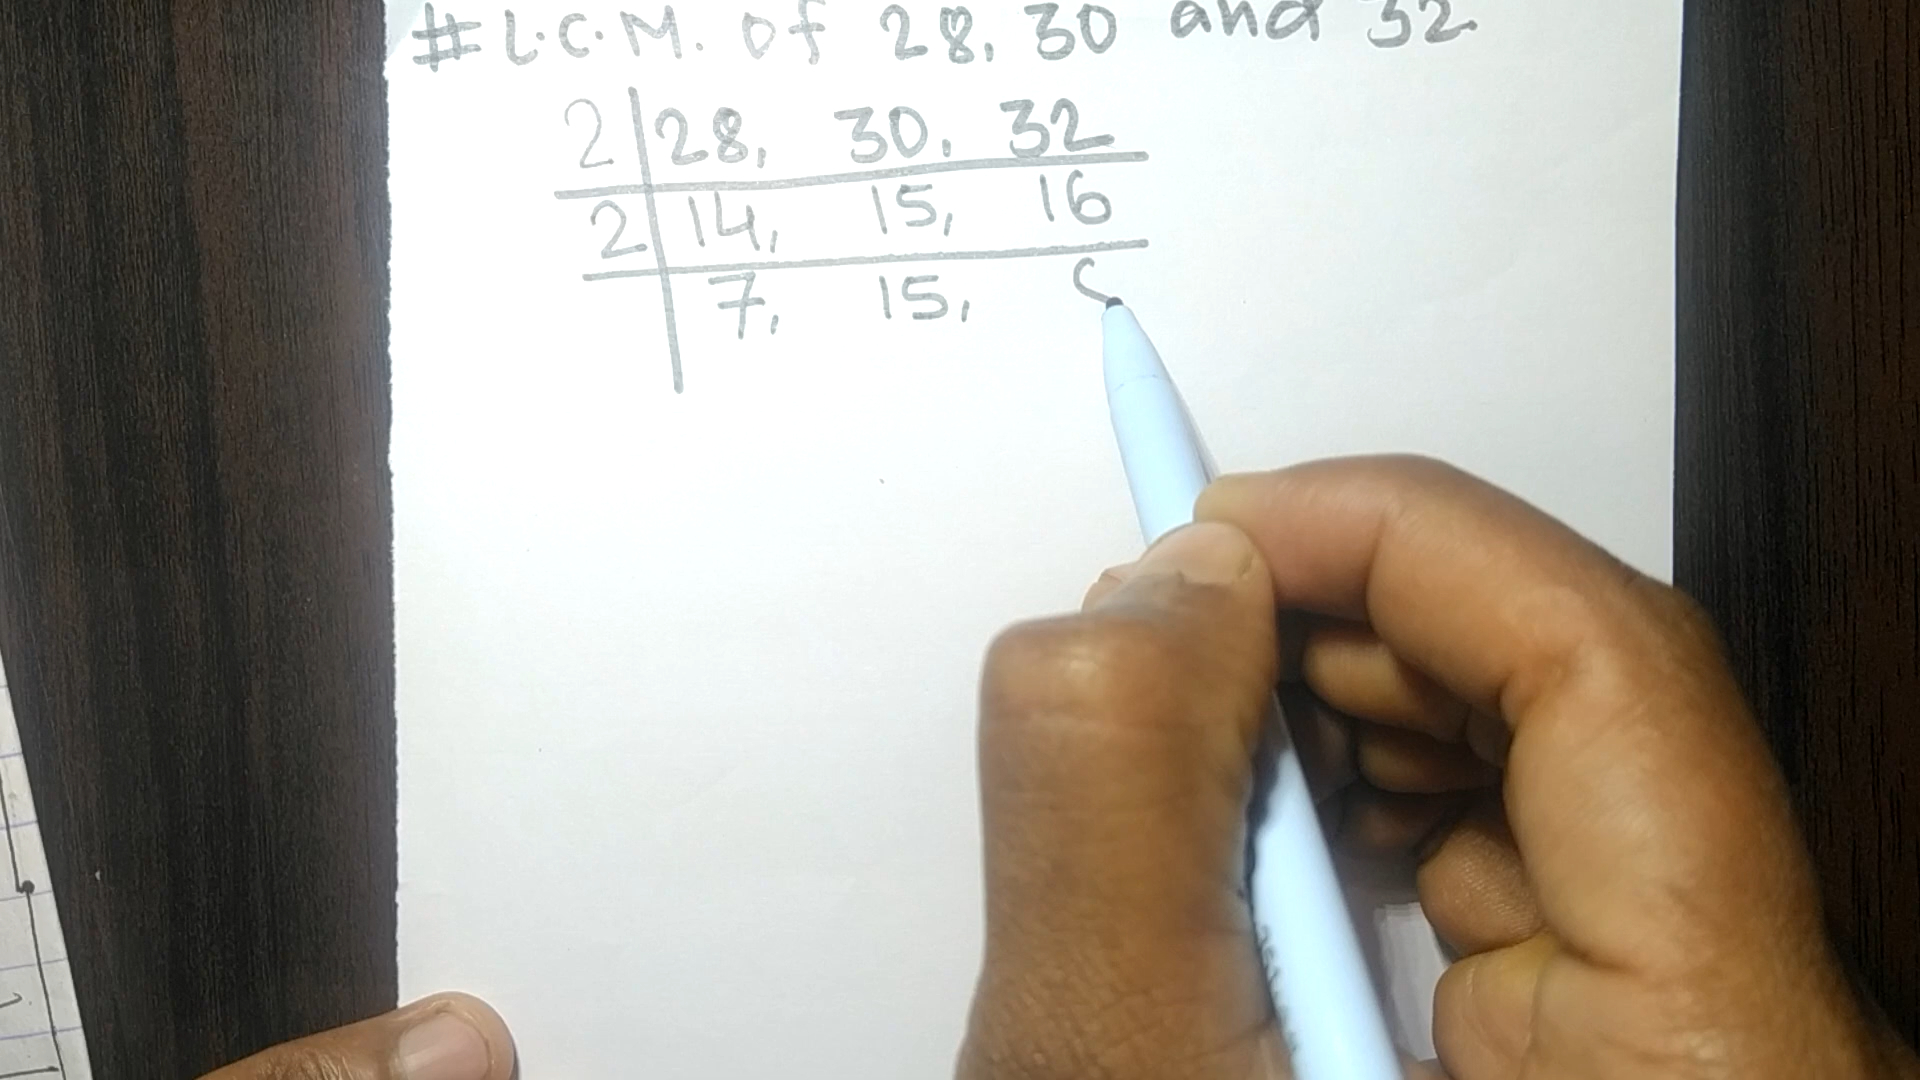 # L.C.M. of 28, 30 and 32
2 28, 30, 32
2 14, 15, 16
7, 15,